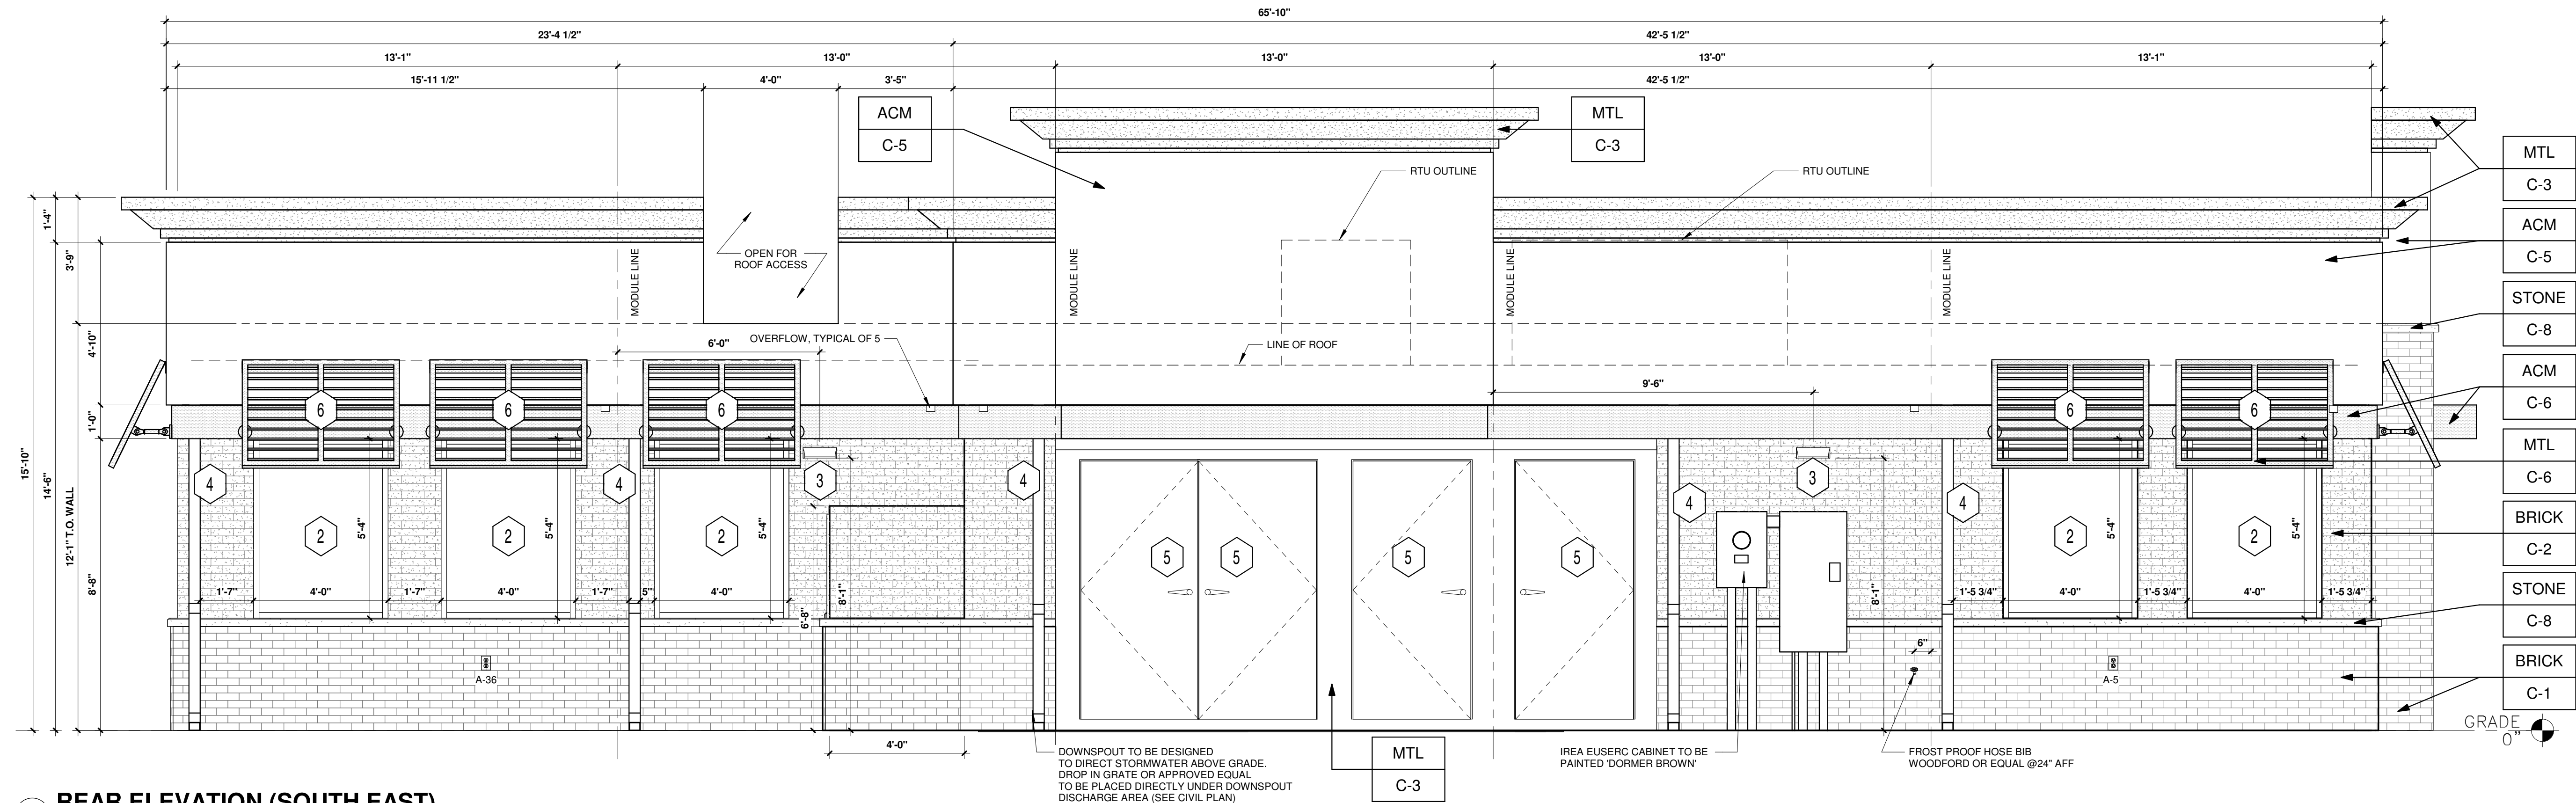 65'-10"
23'-4 1/2"
42'-5 1/2"
13'-1"
13'-0"
13'-0"
13'-0"
13'-1"
15'-11 1/2"
4'-0"
3'-5"
42'-5 1/2"
ACM
C-5
MTL
C-3
RTU OUTLINE
RTU OUTLINE
MTL
C-3
ACM
C-5
STONE
C-8
ACM
C-6
MTL
C-6
BRICK
C-2
STONE
C-8
BRICK
C-1
GRADE
0"
15'-10"
1'-4"
14'-6"
3'-9"
12'-1" T.O. WALL
4'-10"
1'-0"
8'-8"
OPEN FOR
ROOF ACCESS
MODULE LINE
MODULE LINE
MODULE LINE
MODULE LINE
6'-0"
OVERFLOW, TYPICAL OF 5
LINE OF ROOF
9'-6"
6
6
6
6
6
4
4
3
4
4
3
4
2
2
2
5
5
5
5
2
2
5'-4"
5'-4"
5'-4"
5'-4"
5'-4"
1'-7"
4'-0"
1'-7"
4'-0"
1'-7"
5"
4'-0"
6'-8"
8'-1"
8'-1"
1'-5 3/4"
4'-0"
1'-5 3/4"
4'-0"
1'-5 3/4"
6"
A-36
A-5
4'-0"
DOWNSPOUT TO BE DESIGNED
TO DIRECT STORMWATER ABOVE GRADE.
DROP IN GRATE OR APPROVED EQUAL
TO BE PLACED DIRECTLY UNDER DOWNSPOUT
DISCHARGE AREA (SEE CIVIL PLAN)
MTL
C-3
IREA EUSERC CABINET TO BE
PAINTED 'DORMER BROWN'
FROST PROOF HOSE BIB
WOODFORD OR EQUAL @24" AFF
REAR ELEVATION (SOUTH EAST)